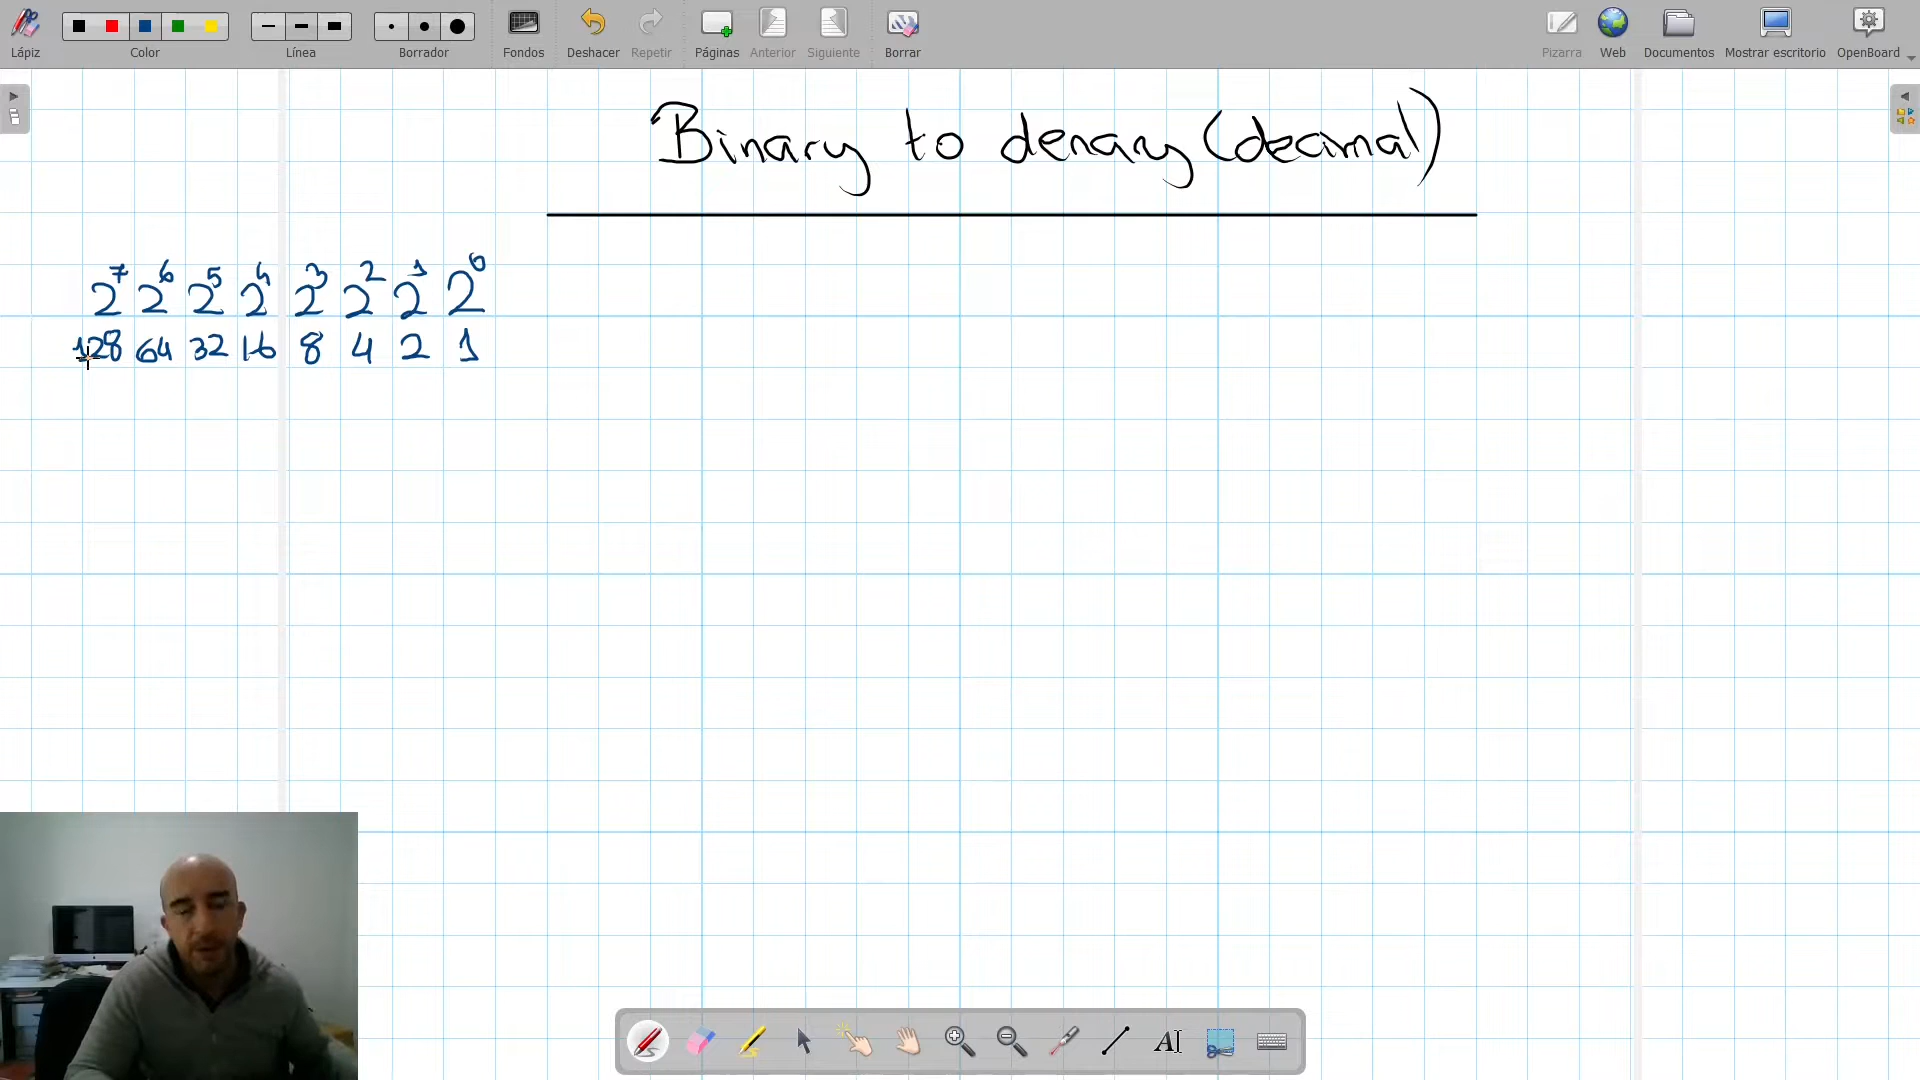 Lápiz Color Línea Borrador Fondos Deshacer Repetir Páginas Anterior Siguiente Borrar Pizarra Web Documentos Mostrar escritorio OpenBoard
Binary to denary (decimal)
2⁷ 2⁶ 2⁵ 2⁴ 2³ 2² 2¹ 2⁰
128 64 32 16 8 4 2 1
A